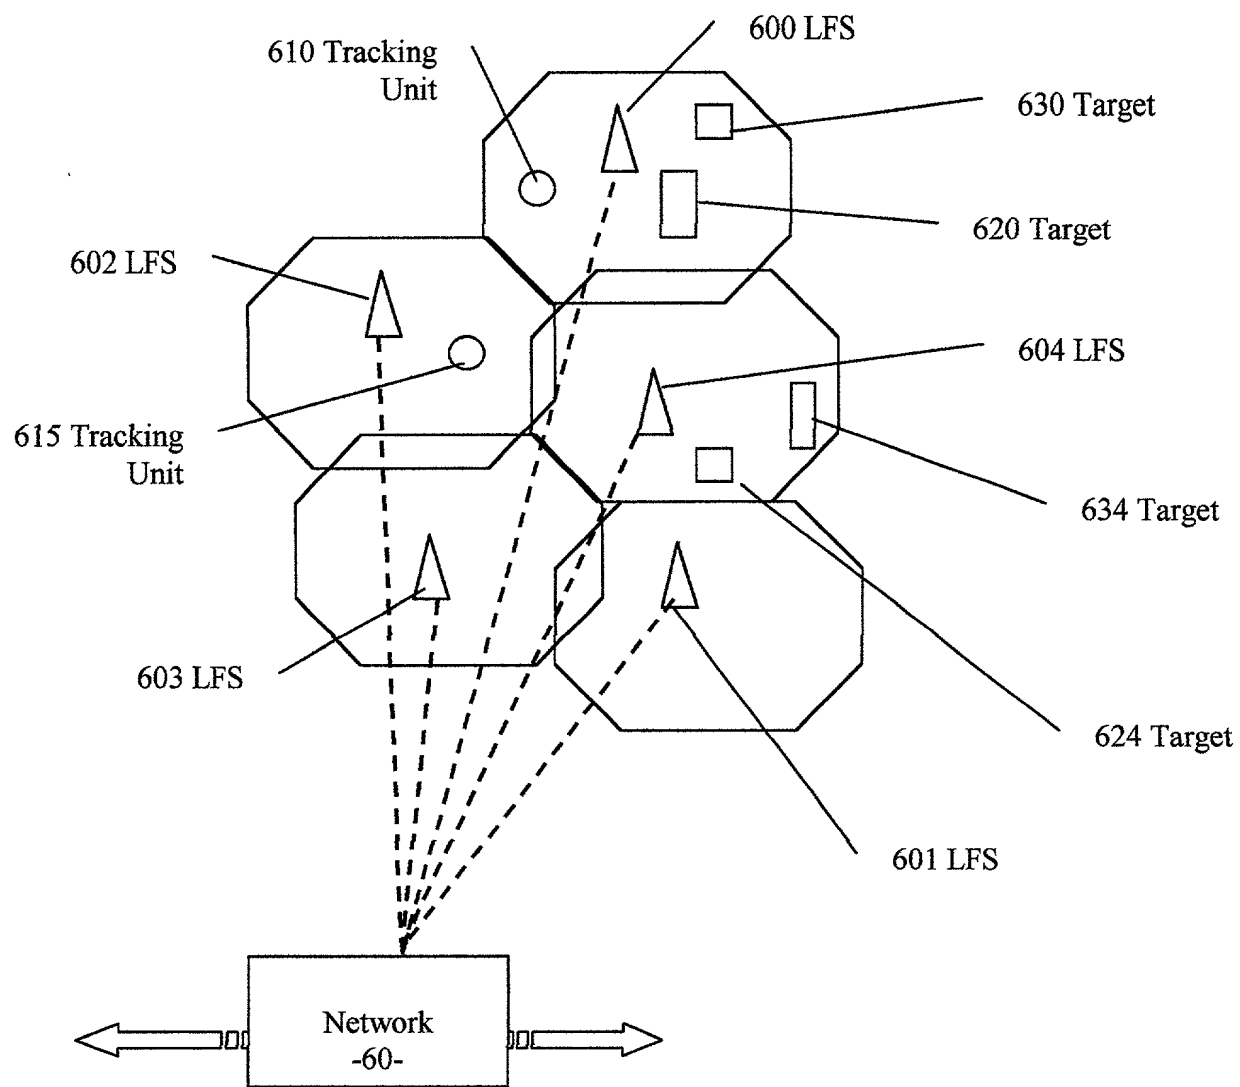 600 LFS
610 Tracking
Unit
630 Target
620 Target
602 LFS
604 LFS
615 Tracking
Unit
634 Target
603 LFS
624 Target
601 LFS
Network
-60-